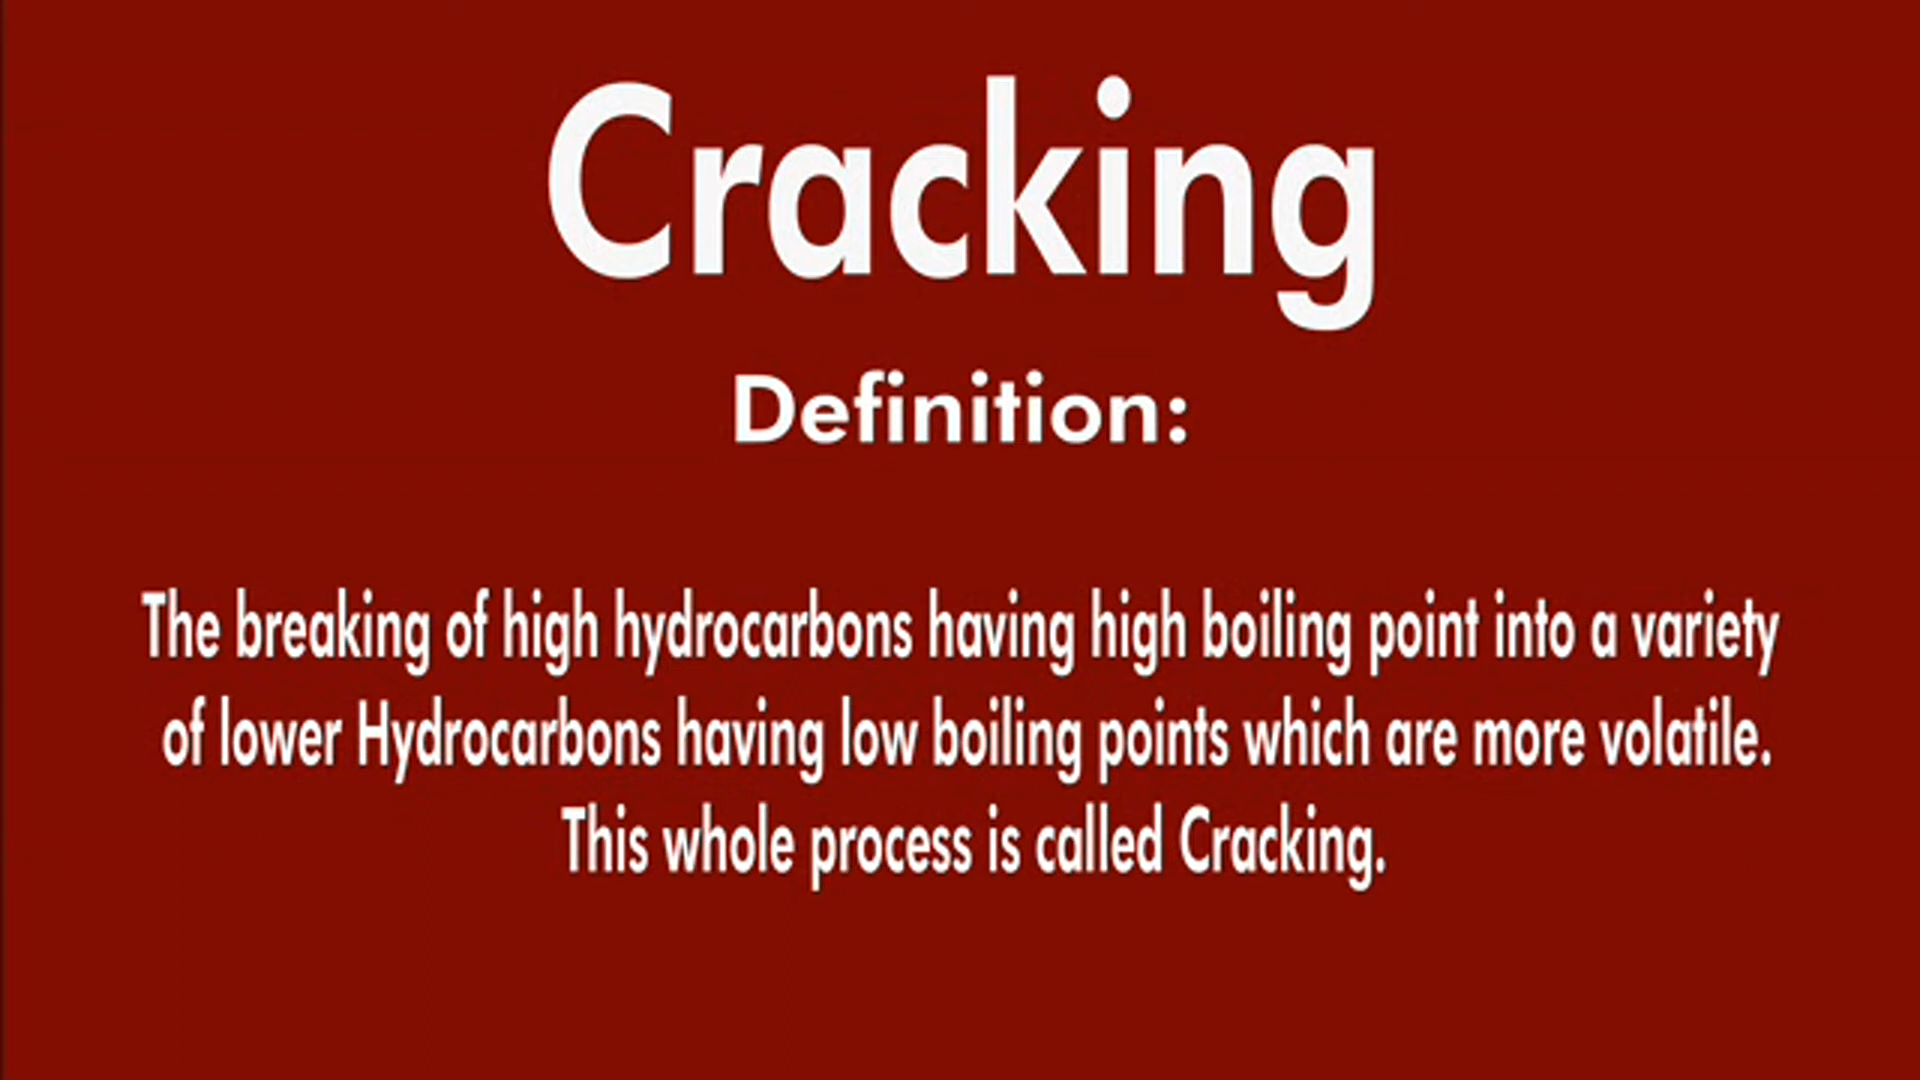 Cracking
Definition:
The breaking of high hydrocarbons having high boiling point into a variety
of lower Hydrocarbons having low boiling points which are more volatile.
This whole process is called Cracking.